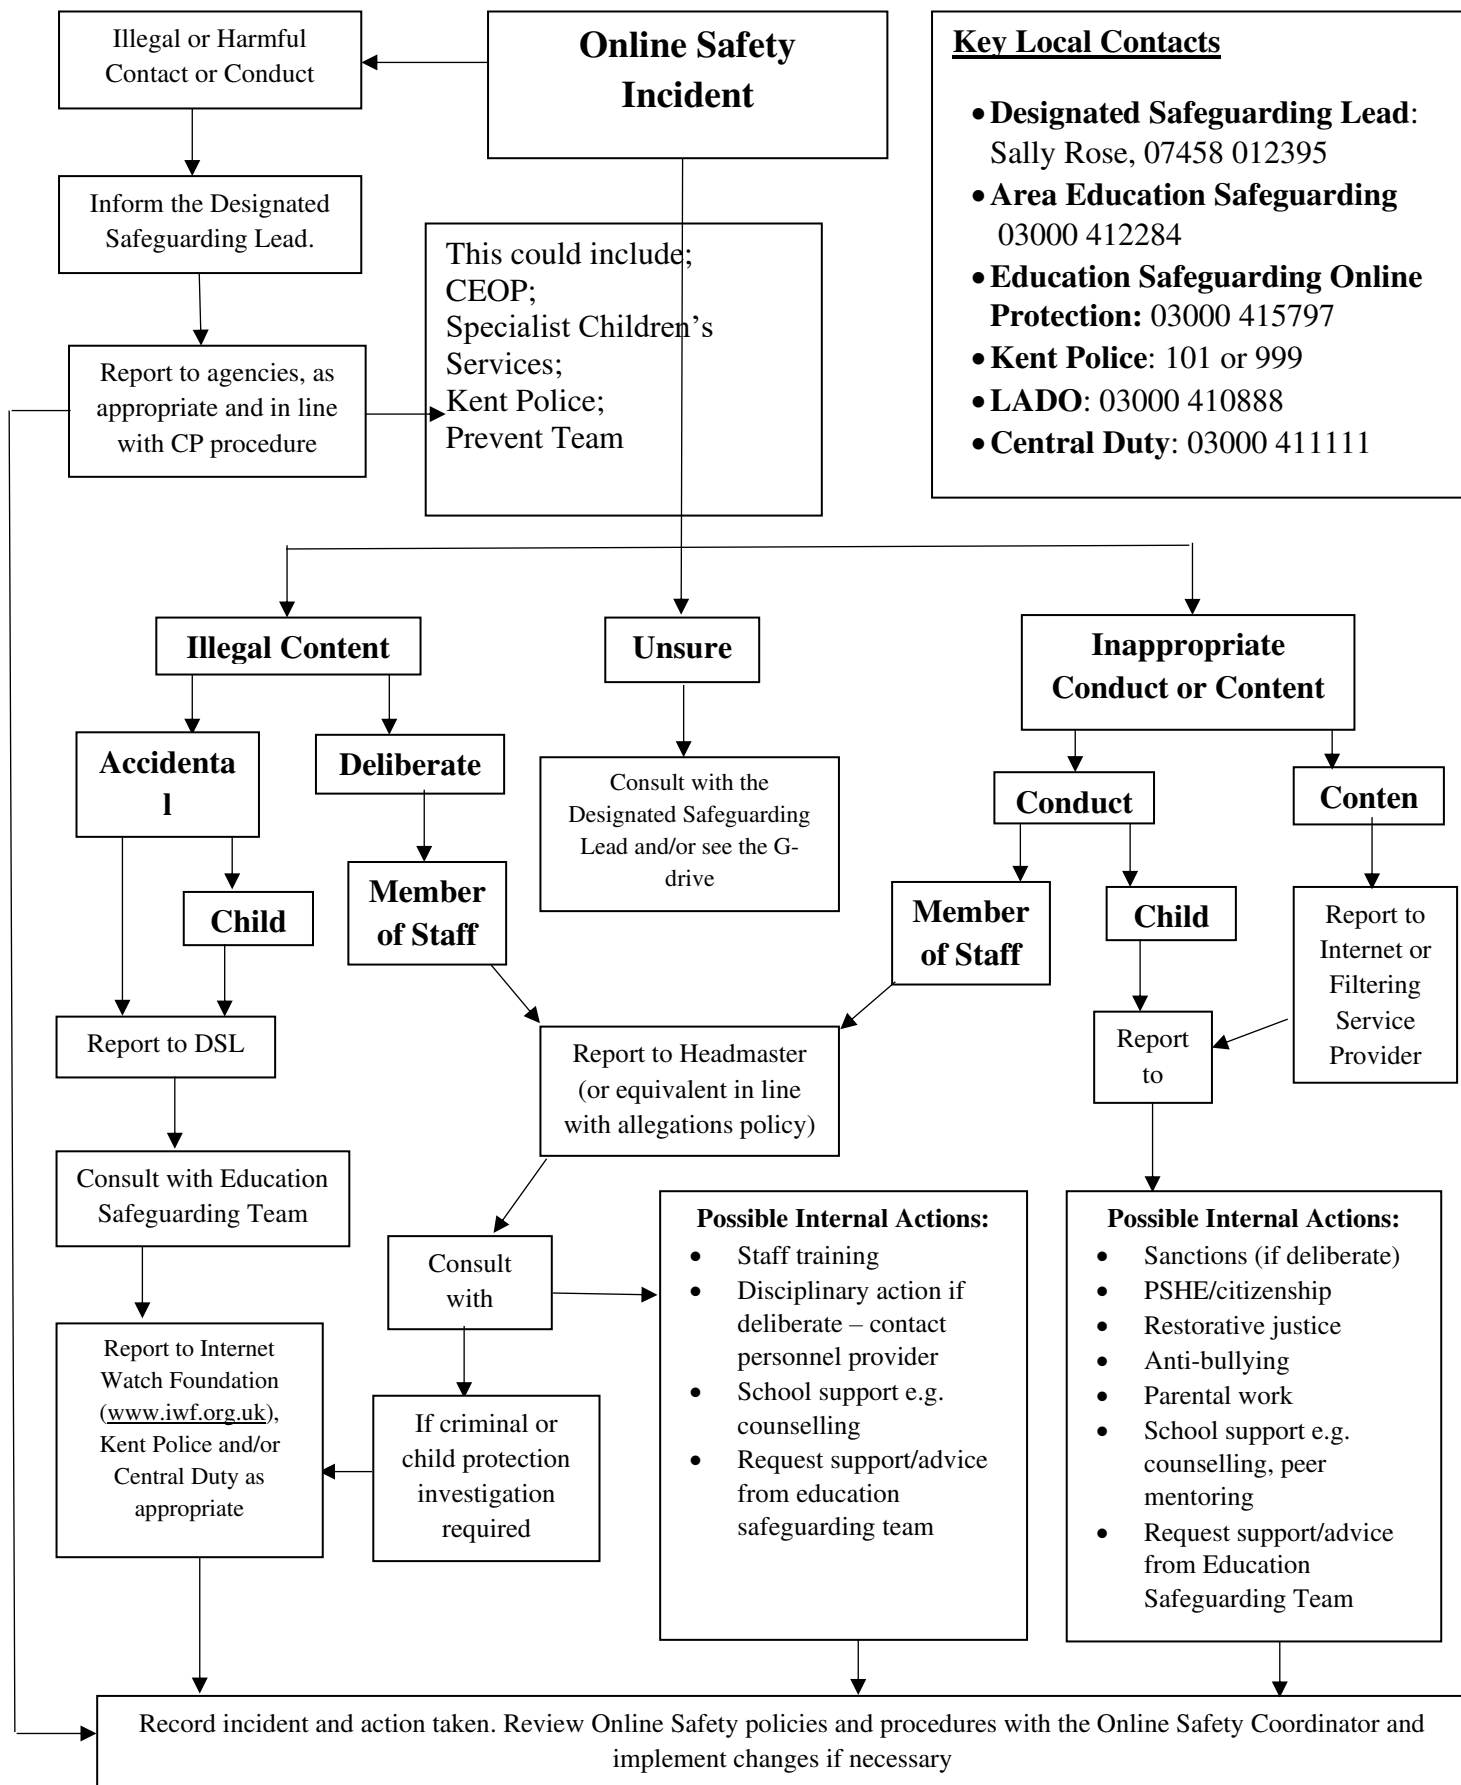 Illegal or Harmful
Contact or Conduct
Online Safety
Incident
Key Local Contacts
• Designated Safeguarding Lead:
Sally Rose, 07458 012395
• Area Education Safeguarding
03000 412284
• Education Safeguarding Online
Protection: 03000 415797
• Kent Police: 101 or 999
• LADO: 03000 410888
• Central Duty: 03000 411111
Inform the Designated
Safeguarding Lead.
This could include;
CEOP;
Specialist Children’s
Services;
Kent Police;
Prevent Team
Report to agencies, as
appropriate and in line
with CP procedure
Illegal Content
Unsure
Inappropriate
Conduct or Content
Accidenta
l
Deliberate
Consult with the
Designated Safeguarding
Lead and/or see the G-
drive
Conduct
Conten
Child
Member
of Staff
Member
of Staff
Child
Report to
Internet or
Filtering
Service
Provider
Report to DSL
Report to Headmaster
(or equivalent in line
with allegations policy)
Report
to
Consult with Education
Safeguarding Team
Consult
with
Possible Internal Actions:
• Staff training
• Disciplinary action if
deliberate – contact
personnel provider
• School support e.g.
counselling
• Request support/advice
from education
safeguarding team
Possible Internal Actions:
• Sanctions (if deliberate)
• PSHE/citizenship
• Restorative justice
• Anti-bullying
• Parental work
• School support e.g.
counselling, peer
mentoring
• Request support/advice
from Education
Safeguarding Team
Report to Internet
Watch Foundation
(www.iwf.org.uk),
Kent Police and/or
Central Duty as
appropriate
If criminal or
child protection
investigation
required
Record incident and action taken. Review Online Safety policies and procedures with the Online Safety Coordinator and
implement changes if necessary